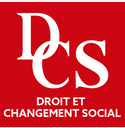 DCS
DROIT ET
CHANGEMENT SOCIAL